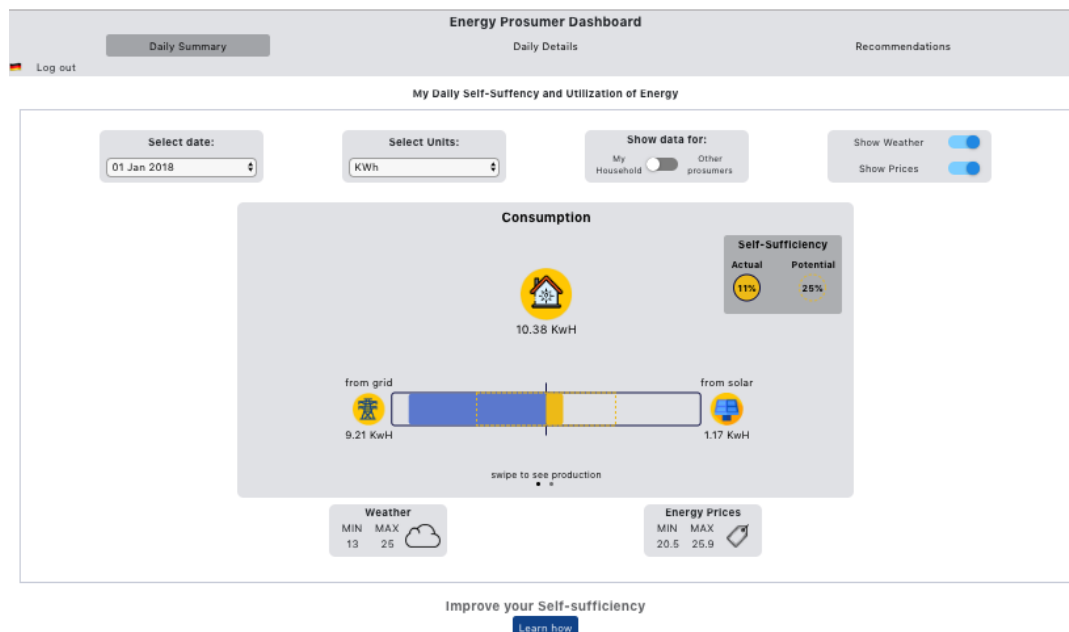 Energy Prosumer Dashboard
Daily Summary Daily Details Recommendations
Log out
My Daily Self-Suffency and Utilization of Energy
Select date:
01 Jan 2018
Select Units:
KWh
Show data for:
My Household
Other prosumers
Show Weather
Show Prices
Consumption
Self-Sufficiency
Actual Potential
11% 25%
10.38 KwH
from grid
9.21 KwH
from solar
1.17 KwH
swipe to see production
Weather
MIN MAX
13 25
Energy Prices
MIN MAX
20.5 25.9
Improve your Self-sufficiency
Learn how